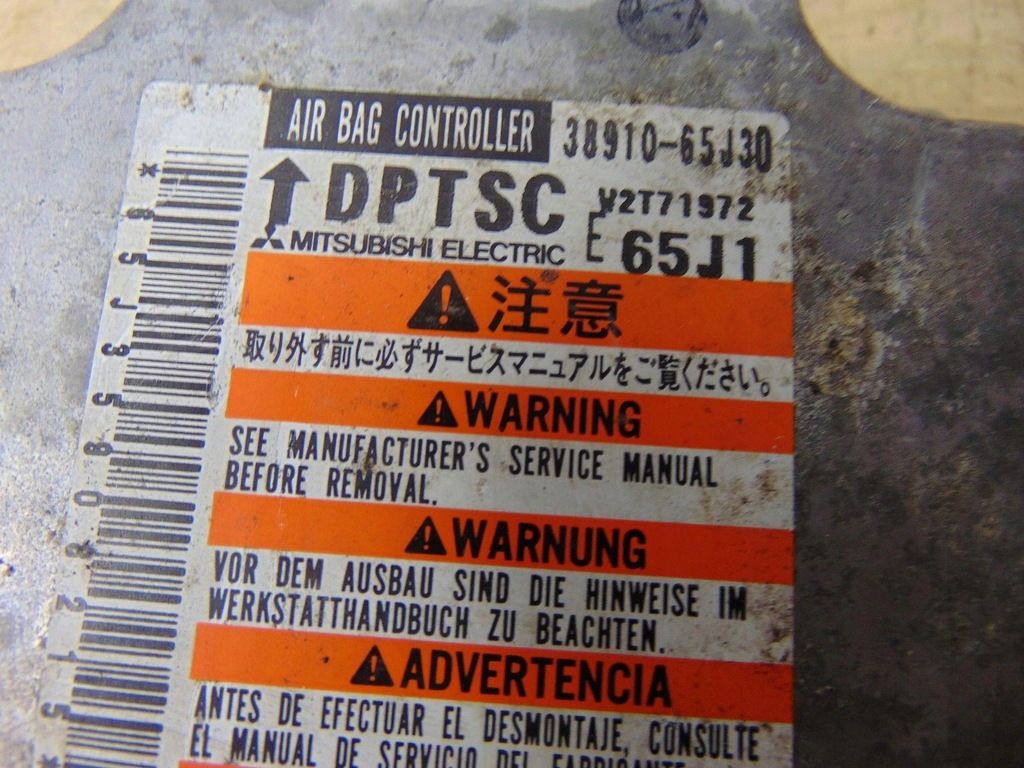 AIR BAG CONTROLLER 38910-65J30
DPTSC W2T71972
MITSUBISHI ELECTRIC E 65J1
注意
取り外す前に必ずサービスマニュアルをご覧ください。
WARNING
SEE MANUFACTURER'S SERVICE MANUAL
BEFORE REMOVAL.
WARNUNG
VOR DEM AUSBAU SIND DIE HINWEISE IM
WERKSTATTHANDBUCH ZU BEACHTEN.
ADVERTENCIA
ANTES DE EFECTUAR EL DESMONTAJE, CONSULTE
EL MANUAL DE SERVICIO DEL FABRICANTE.